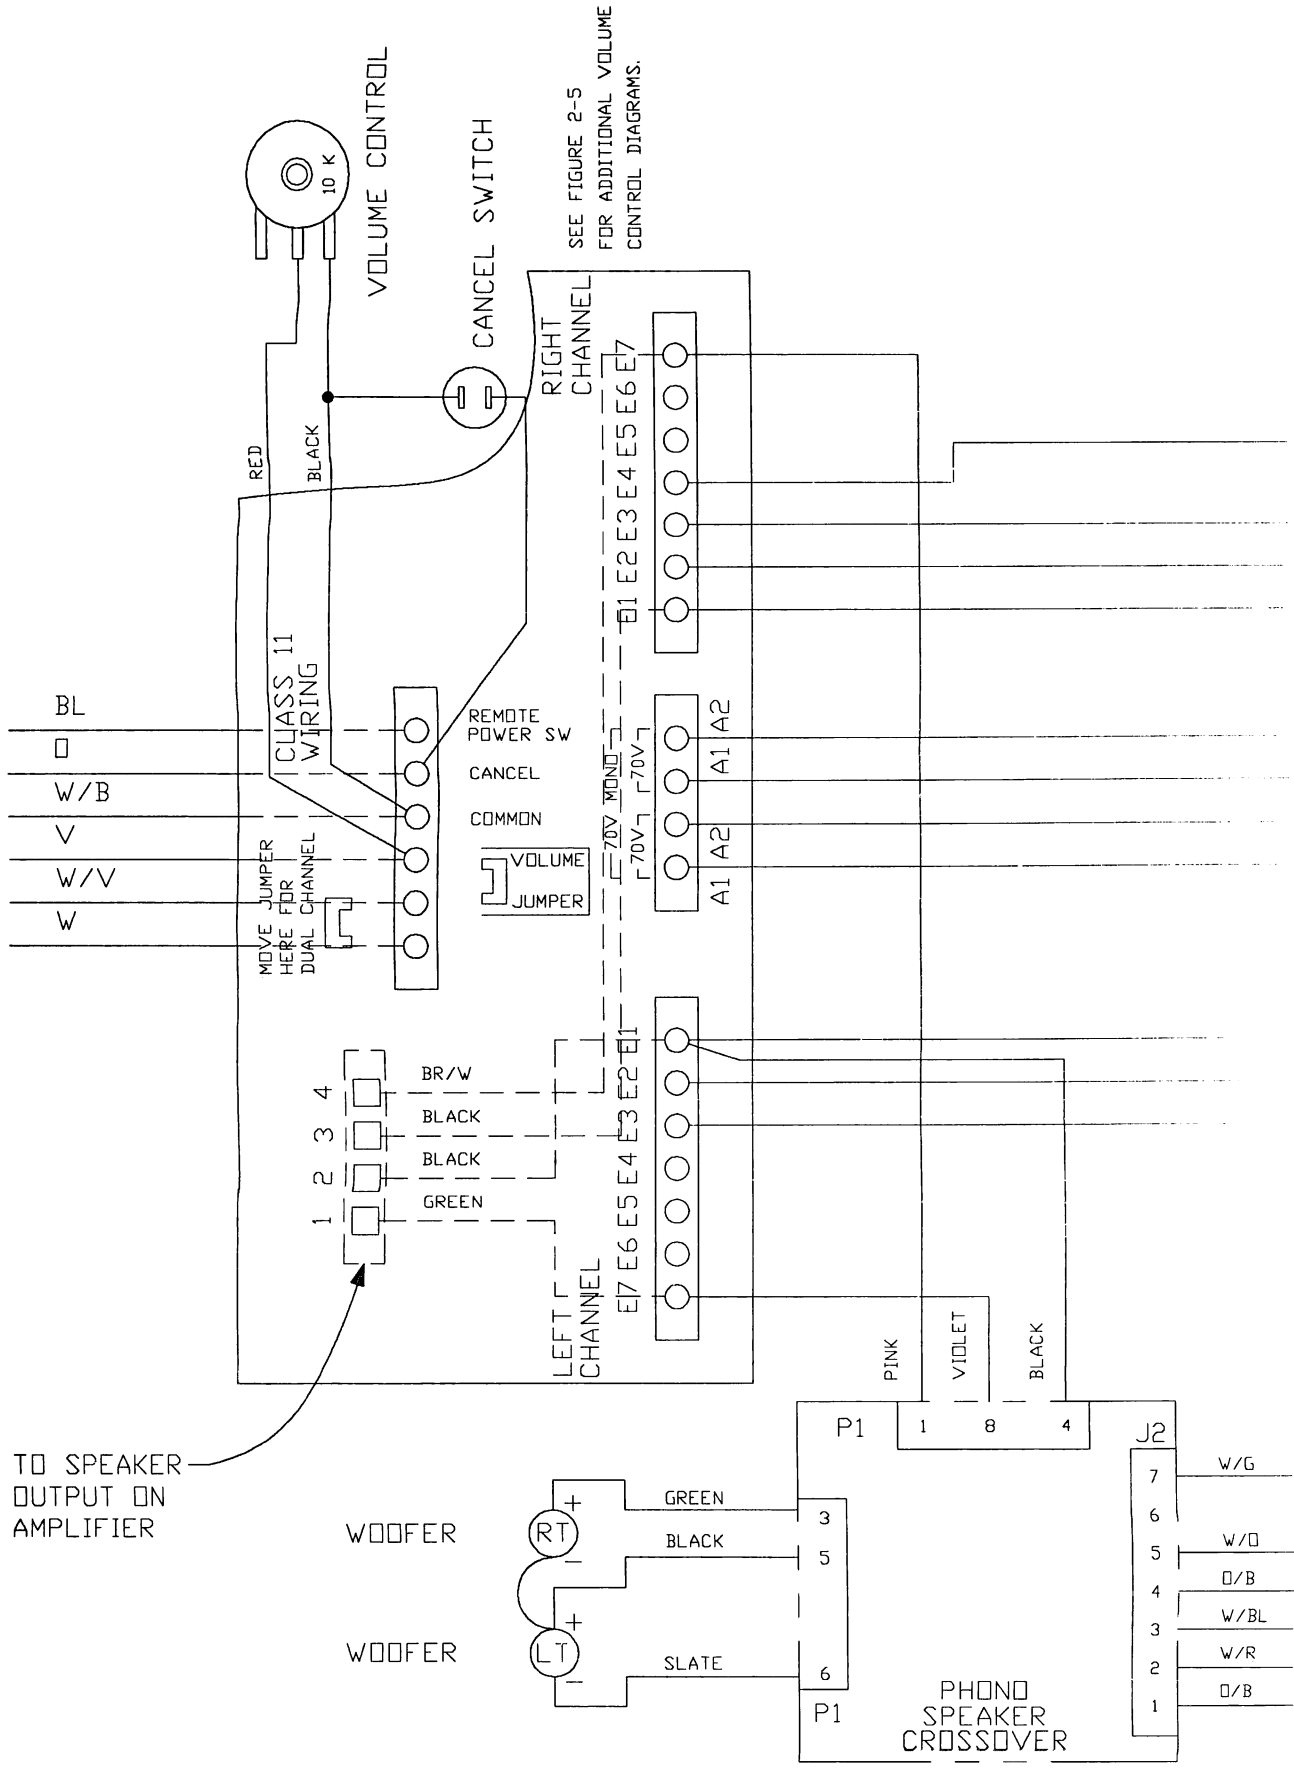 SEE FIGURE 2-5
FOR ADDITIONAL VOLUME
CONTROL DIAGRAMS.
10 K
VOLUME CONTROL
CANCEL SWITCH
RED
BLACK
RIGHT
CHANNEL
E1 E2 E3 E4 E5 E6 E7
CLASS 11
WIRING
BL
O
W/B
V
W/V
W
REMOTE
POWER SW
CANCEL
COMMON
VOLUME
JUMPER
MOVE JUMPER
HERE FOR
DUAL CHANNEL
70V MONO
70V
70V
A1 A2
A1 A2
4
3
2
1
BR/W
BLACK
BLACK
GREEN
LEFT
CHANNEL
E7 E6 E5 E4 E3 E2 E1
PINK
VIOLET
BLACK
TO SPEAKER
OUTPUT ON
AMPLIFIER
P1
1 8 4
J2
7 W/G
6
5 W/O
4 O/B
3 W/BL
2 W/R
1 O/B
WOOFER
RT
+
-
GREEN
3
BLACK
5
WOOFER
LT
+
-
SLATE
6
P1
PHONO
SPEAKER
CROSSOVER